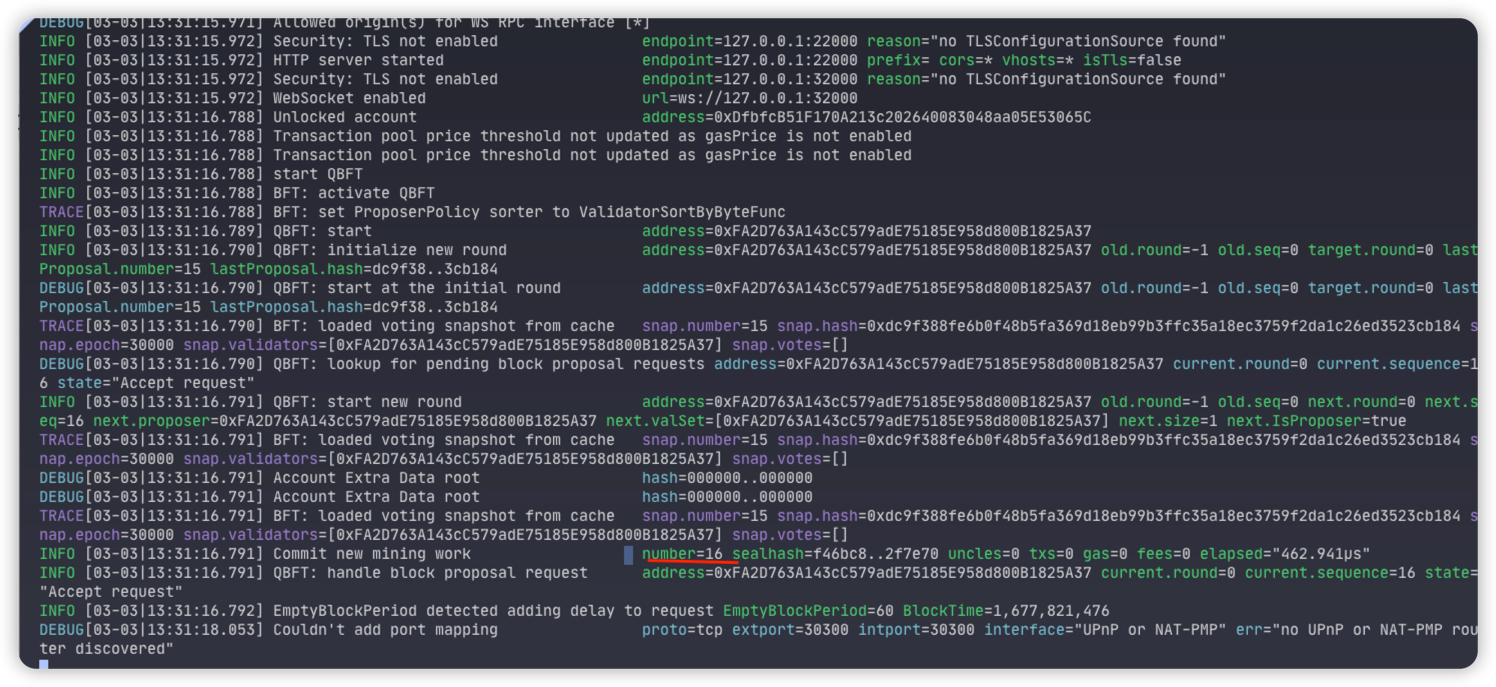 DEBUG[03-03|13:31:15.971] Allowed origin(s) for WS RPC interface [*]
INFO [03-03|13:31:15.972] Security: TLS not enabled endpoint=127.0.0.1:22000 reason="no TLSConfigurationSource found"
INFO [03-03|13:31:15.972] HTTP server started endpoint=127.0.0.1:22000 prefix= cors=* vhosts=* isTls=false
INFO [03-03|13:31:15.972] Security: TLS not enabled endpoint=127.0.0.1:32000 reason="no TLSConfigurationSource found"
INFO [03-03|13:31:15.972] WebSocket enabled url=ws://127.0.0.1:32000
INFO [03-03|13:31:16.788] Unlocked account address=0xDfbfcB51F170A213c202640083048aa05E53065C
INFO [03-03|13:31:16.788] Transaction pool price threshold not updated as gasPrice is not enabled
INFO [03-03|13:31:16.788] Transaction pool price threshold not updated as gasPrice is not enabled
INFO [03-03|13:31:16.788] start QBFT
INFO [03-03|13:31:16.788] BFT: activate QBFT
TRACE[03-03|13:31:16.788] BFT: set ProposerPolicy sorter to ValidatorSortByByteFunc
INFO [03-03|13:31:16.789] QBFT: start address=0xFA2D763A143cC579adE75185E958d800B1825A37
INFO [03-03|13:31:16.790] QBFT: initialize new round address=0xFA2D763A143cC579adE75185E958d800B1825A37 old.round=-1 old.seq=0 target.round=0 last
Proposal.number=15 lastProposal.hash=dc9f38..3cb184
DEBUG[03-03|13:31:16.790] QBFT: start at the initial round address=0xFA2D763A143cC579adE75185E958d800B1825A37 old.round=-1 old.seq=0 target.round=0 last
Proposal.number=15 lastProposal.hash=dc9f38..3cb184
TRACE[03-03|13:31:16.790] BFT: loaded voting snapshot from cache snap.number=15 snap.hash=0xdc9f388fe6b0f48b5fa369d18eb99b3ffc35a18ec3759f2da1c26ed3523cb184 s
nap.epoch=30000 snap.validators=[0xFA2D763A143cC579adE75185E958d800B1825A37] snap.votes=[]
DEBUG[03-03|13:31:16.790] QBFT: lookup for pending block proposal requests address=0xFA2D763A143cC579adE75185E958d800B1825A37 current.round=0 current.sequence=1
6 state="Accept request"
INFO [03-03|13:31:16.791] QBFT: start new round address=0xFA2D763A143cC579adE75185E958d800B1825A37 old.round=-1 old.seq=0 next.round=0 next.s
eq=16 next.proposer=0xFA2D763A143cC579adE75185E958d800B1825A37 next.valSet=[0xFA2D763A143cC579adE75185E958d800B1825A37] next.size=1 next.IsProposer=true
TRACE[03-03|13:31:16.791] BFT: loaded voting snapshot from cache snap.number=15 snap.hash=0xdc9f388fe6b0f48b5fa369d18eb99b3ffc35a18ec3759f2da1c26ed3523cb184 s
nap.epoch=30000 snap.validators=[0xFA2D763A143cC579adE75185E958d800B1825A37] snap.votes=[]
DEBUG[03-03|13:31:16.791] Account Extra Data root hash=000000..000000
DEBUG[03-03|13:31:16.791] Account Extra Data root hash=000000..000000
TRACE[03-03|13:31:16.791] BFT: loaded voting snapshot from cache snap.number=15 snap.hash=0xdc9f388fe6b0f48b5fa369d18eb99b3ffc35a18ec3759f2da1c26ed3523cb184 s
nap.epoch=30000 snap.validators=[0xFA2D763A143cC579adE75185E958d800B1825A37] snap.votes=[]
INFO [03-03|13:31:16.791] Commit new mining work number=16 sealhash=f46bc8..2f7e70 uncles=0 txs=0 gas=0 fees=0 elapsed="462.941µs"
INFO [03-03|13:31:16.791] QBFT: handle block proposal request address=0xFA2D763A143cC579adE75185E958d800B1825A37 current.round=0 current.sequence=16 state=
"Accept request"
INFO [03-03|13:31:16.792] EmptyBlockPeriod detected adding delay to request EmptyBlockPeriod=60 BlockTime=1,677,821,476
DEBUG[03-03|13:31:18.053] Couldn't add port mapping proto=tcp extport=30300 intport=30300 interface="UPnP or NAT-PMP" err="no UPnP or NAT-PMP rou
ter discovered"